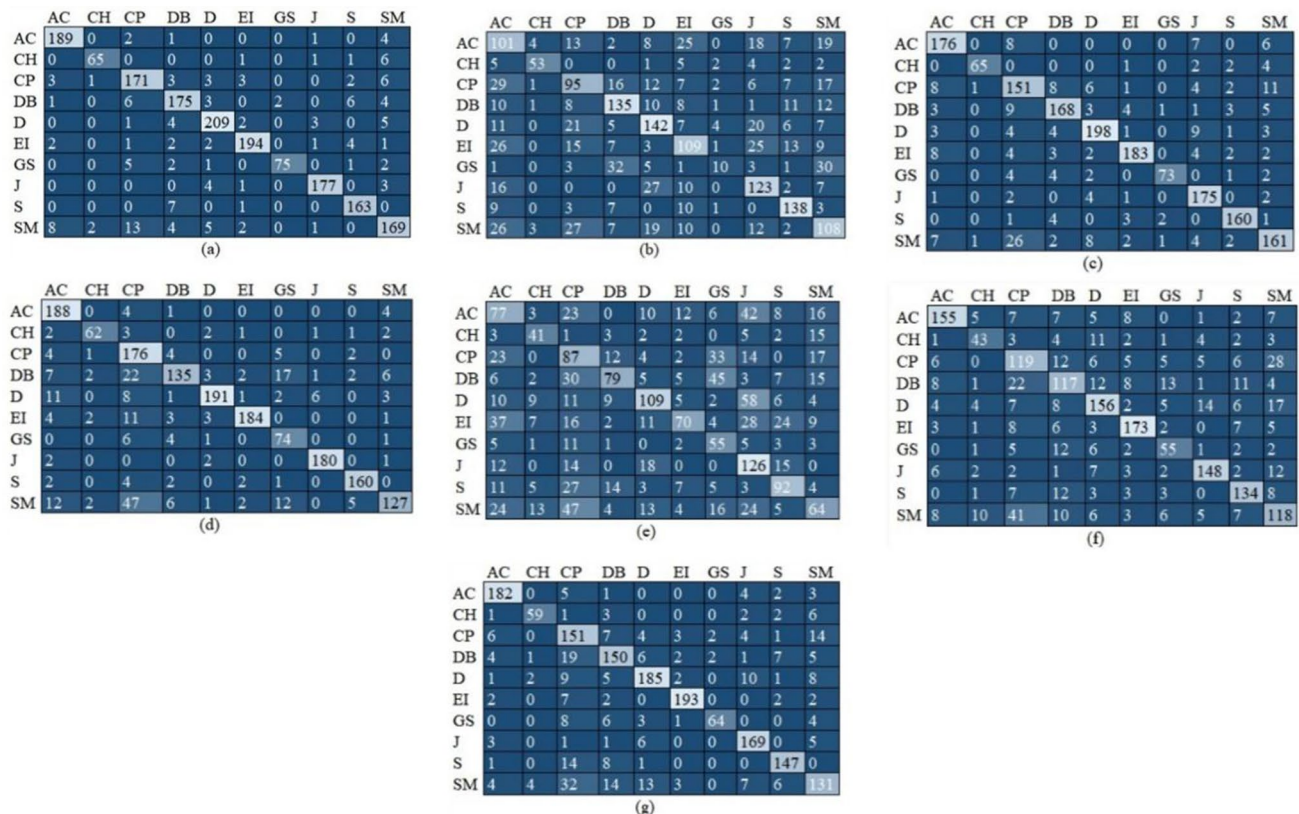 AC CH CP DB D EI GS J S SM
AC 189 0 2 1 0 0 0 1 0 4
CH 0 65 0 0 0 1 0 1 1 6
CP 3 1 171 3 3 3 0 0 2 6
DB 1 0 6 175 3 0 2 0 6 4
D 0 0 1 4 209 2 0 3 0 5
EI 2 0 1 2 2 194 0 1 4 1
GS 0 0 5 2 1 0 75 0 1 2
J 0 0 0 0 4 1 0 177 0 3
S 0 0 0 7 0 1 0 0 163 0
SM 8 2 13 4 5 2 0 1 0 169
(a)
AC CH CP DB D EI GS J S SM
AC 101 4 13 2 8 25 0 18 7 19
CH 5 53 0 0 0 1 5 2 4 2 2
CP 29 1 95 16 12 7 2 6 7 17
DB 10 1 8 135 10 8 1 1 11 12
D 11 0 21 5 142 7 4 20 6 7
EI 26 0 15 7 3 109 1 25 13 9
GS 1 0 3 32 5 1 10 3 1 30
J 16 0 0 0 27 10 0 123 2 7
S 9 0 3 7 0 10 1 0 138 3
SM 26 3 27 7 19 10 0 12 2 108
(b)
AC CH CP DB D EI GS J S SM
AC 176 0 8 0 0 0 0 7 0 6
CH 0 65 0 0 0 1 0 2 2 4
CP 8 1 151 8 6 1 0 4 2 11
DB 3 0 9 168 3 4 1 1 3 5
D 3 0 4 4 198 1 0 9 1 3
EI 8 0 4 3 2 183 0 4 2 2
GS 0 0 4 4 2 0 73 0 1 2
J 1 0 2 0 4 1 0 175 0 2
S 0 0 1 4 0 3 2 0 160 1
SM 7 1 26 2 8 2 1 4 2 161
(c)
AC CH CP DB D EI GS J S SM
AC 188 0 4 1 0 0 0 0 0 4
CH 2 62 3 0 2 1 0 1 1 2
CP 4 1 176 4 0 0 5 0 2 0
DB 7 2 22 135 3 2 17 1 2 6
D 11 0 8 1 191 1 2 6 0 3
EI 4 2 11 3 3 184 0 0 0 1
GS 0 0 6 4 1 0 74 0 0 1
J 2 0 0 0 2 0 0 180 0 1
S 2 0 4 2 0 2 1 0 160 0
SM 12 2 47 6 1 2 12 0 5 127
(d)
AC CH CP DB D EI GS J S SM
AC 77 3 23 0 10 12 6 42 8 16
CH 3 41 1 3 2 2 0 5 2 15
CP 23 0 87 12 4 2 33 14 0 17
DB 6 2 30 79 5 5 45 3 7 15
D 10 9 11 9 109 5 2 58 6 4
EI 37 7 16 2 11 70 4 28 24 9
GS 5 1 11 1 0 2 55 5 3 3
J 12 0 14 0 18 0 0 126 15 0
S 11 5 27 14 3 7 5 3 92 4
SM 24 13 47 4 13 4 16 24 5 64
(e)
AC CH CP DB D EI GS J S SM
AC 155 5 7 7 5 8 0 1 2 7
CH 1 43 3 4 11 2 1 4 2 3
CP 6 0 119 12 6 5 5 5 6 28
DB 8 1 22 117 12 8 13 1 11 4
D 4 4 7 8 156 2 5 14 6 17
EI 3 1 8 6 3 173 2 0 7 5
GS 0 1 5 12 6 2 55 1 2 2
J 6 2 2 1 7 3 2 148 2 12
S 0 1 7 12 3 3 3 0 134 8
SM 8 10 41 10 6 3 6 5 7 118
(f)
AC CH CP DB D EI GS J S SM
AC 182 0 5 1 0 0 0 4 2 3
CH 1 59 1 3 0 0 0 2 2 6
CP 6 0 151 7 4 3 2 4 1 14
DB 4 1 19 150 6 2 2 1 7 5
D 1 2 9 5 185 2 0 10 1 8
EI 2 0 7 2 0 193 0 0 2 2
GS 0 0 8 6 3 1 64 0 0 4
J 3 0 1 1 6 0 0 169 0 5
S 1 0 14 8 1 0 0 0 147 0
SM 4 4 32 14 13 3 0 7 6 131
(g)